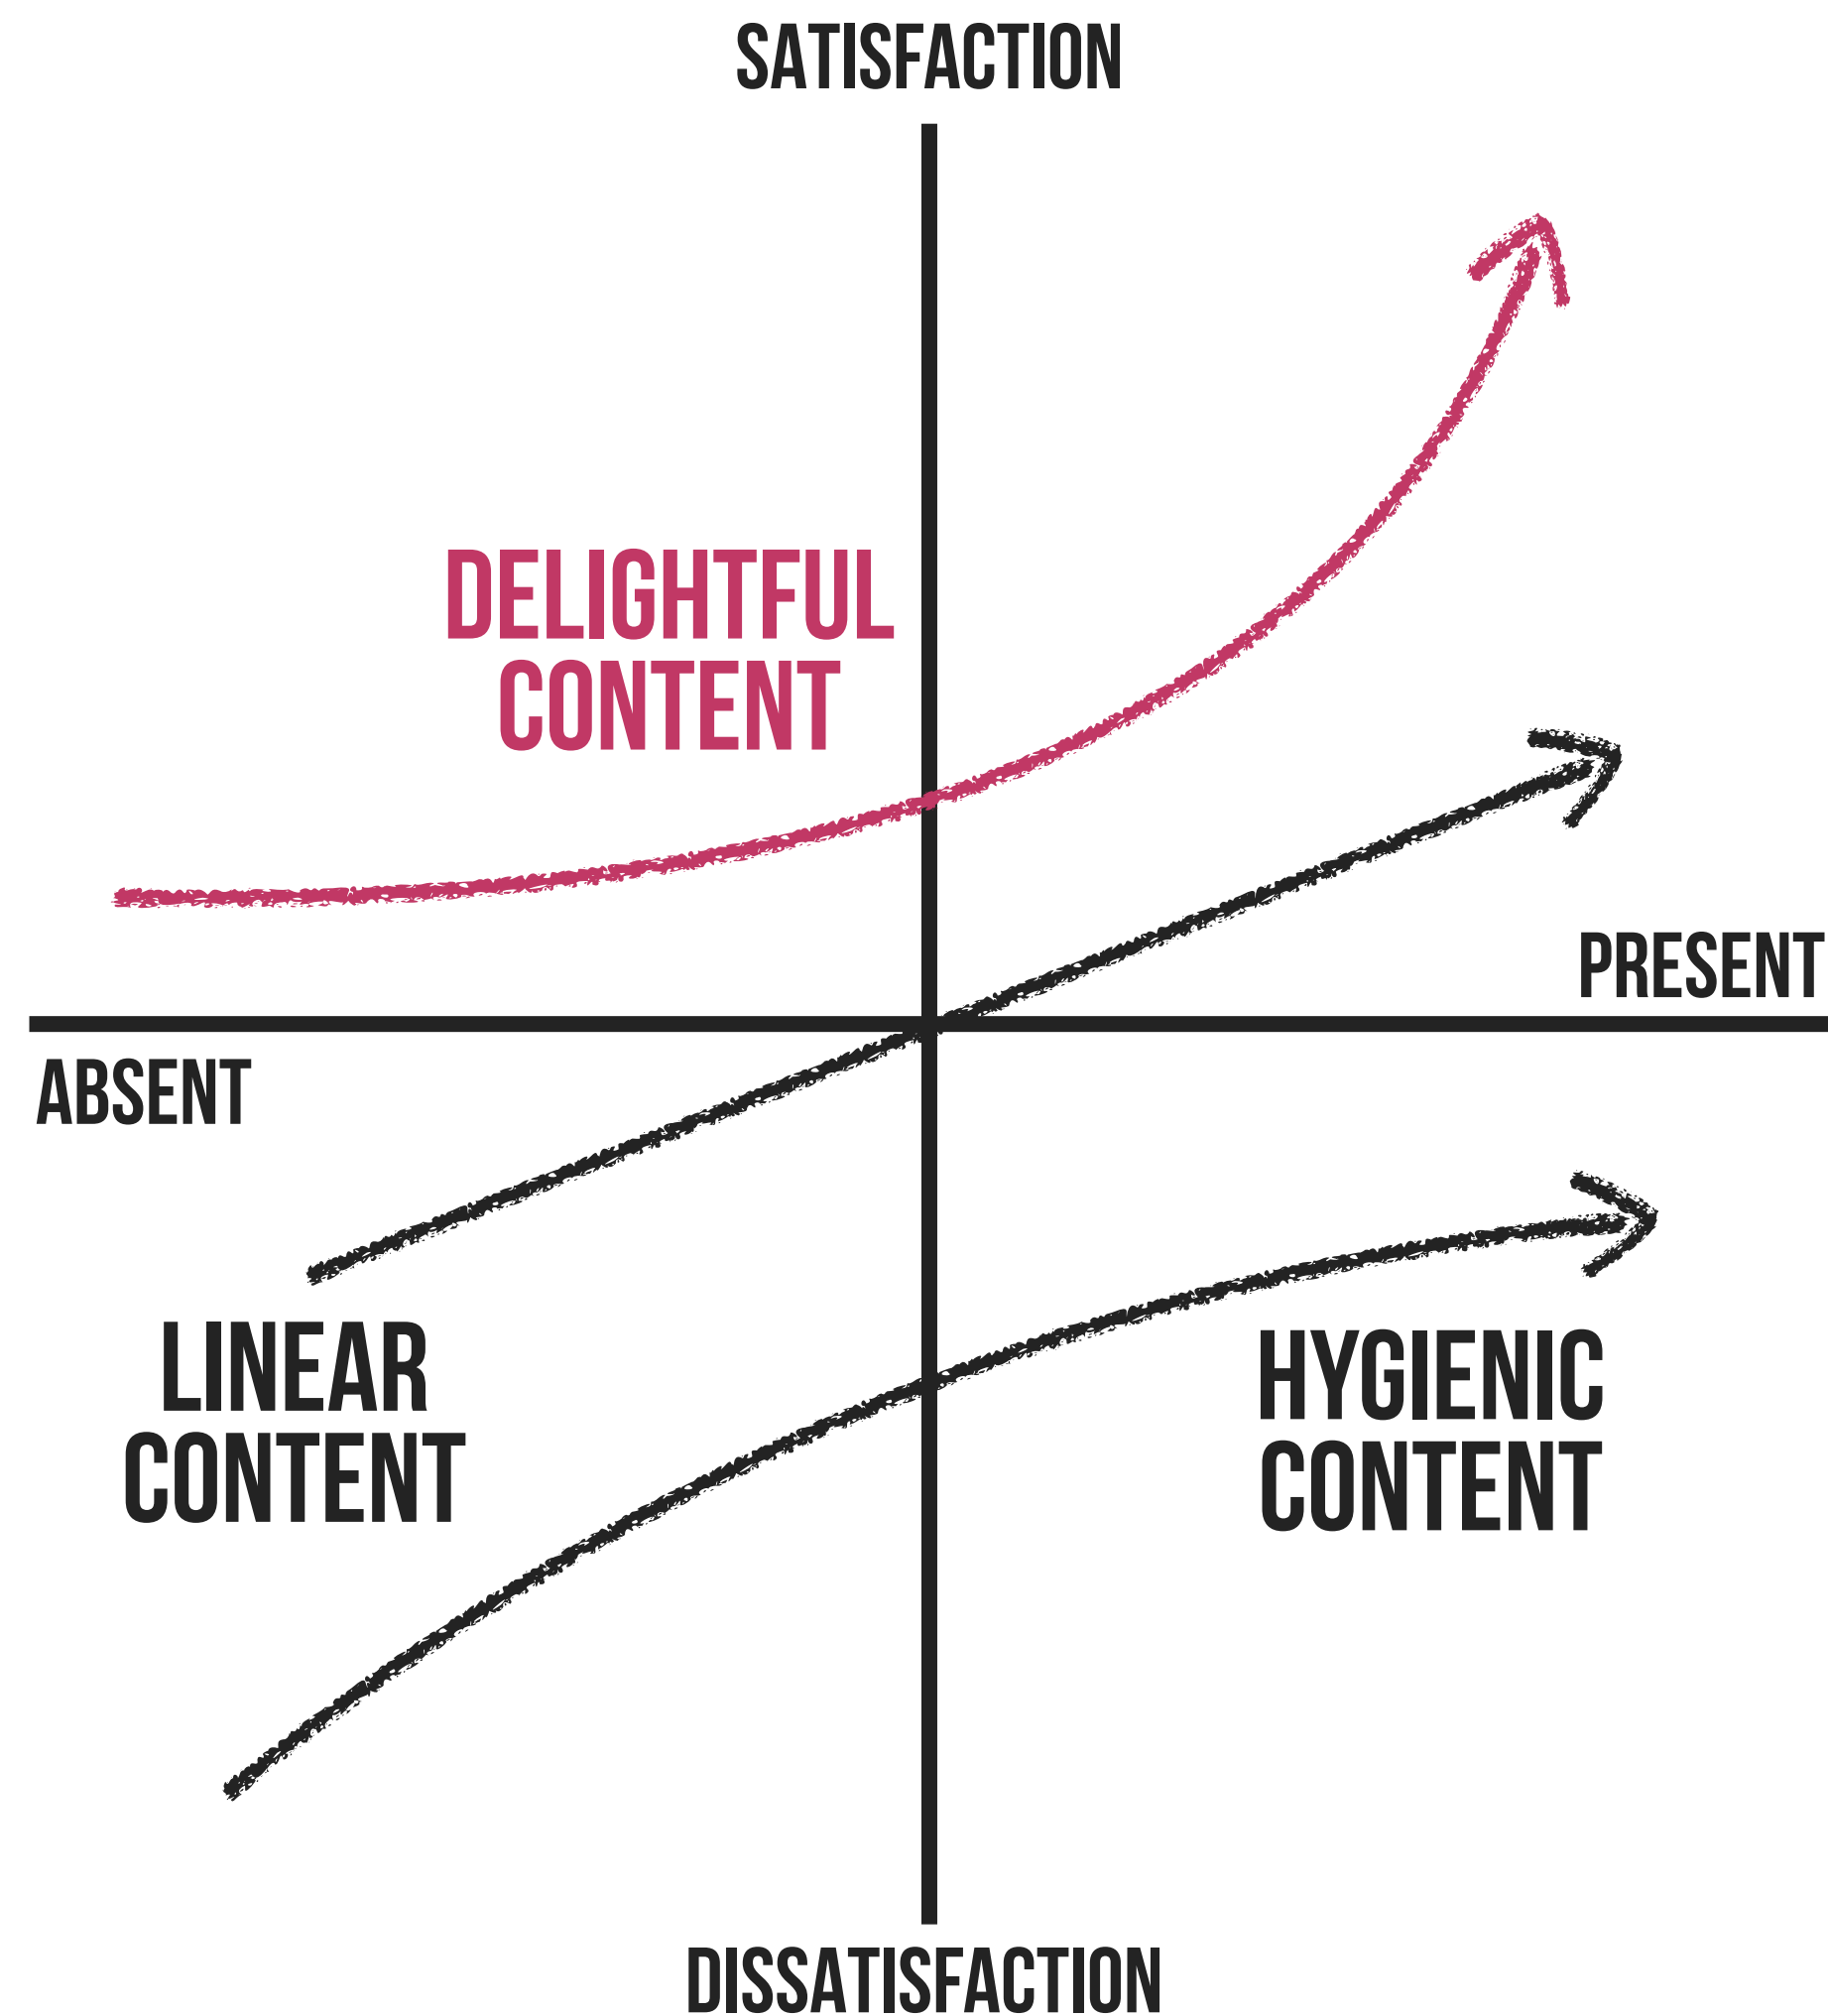 SATISFACTION
DELIGHTFUL
CONTENT
PRESENT
ABSENT
LINEAR
CONTENT
HYGIENIC
CONTENT
DISSATISFACTION